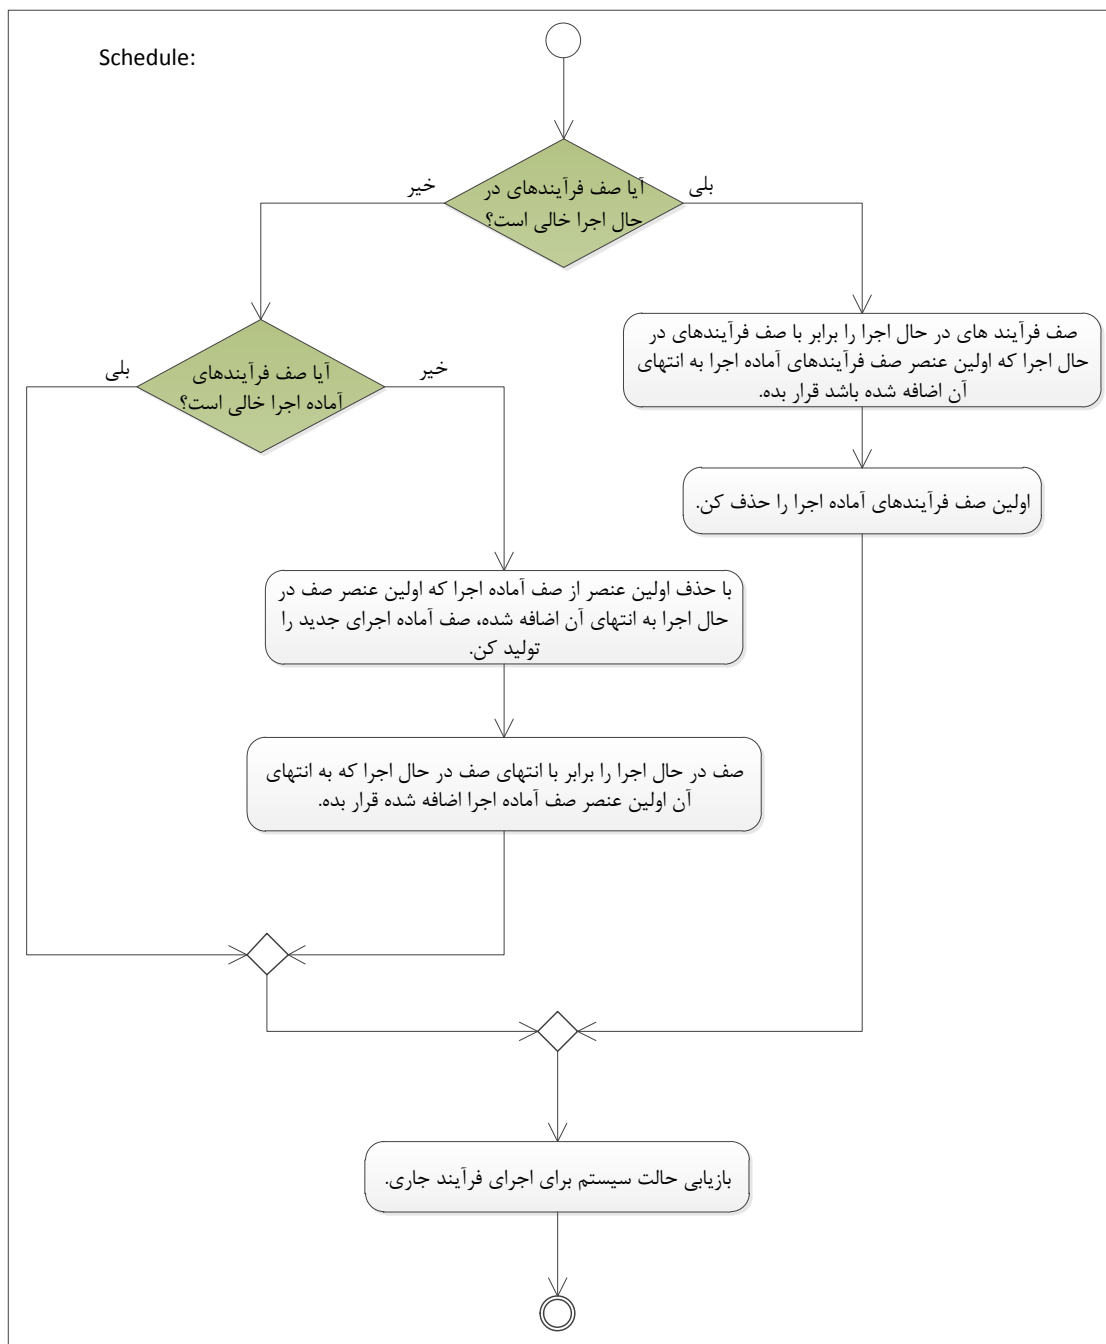 Schedule:
آیا صف فرآیندهای در
حال اجرا خالی است؟
بلی
خیر
صف فرآیند های در حال اجرا را برابر با صف فرآیندهای در
حال اجرا که اولین عنصر صف فرآیندهای آماده اجرا به انتهای
آن اضافه شده باشد قرار بده.
اولین صف فرآیندهای آماده اجرا را حذف کن.
آیا صف فرآیندهای
آماده اجرا خالی است؟
خیر
بلی
با حذف اولین عنصر از صف آماده اجرا که اولین عنصر صف در
حال اجرا به انتهای آن اضافه شده، صف آماده اجرای جدید را
تولید کن.
صف در حال اجرا را برابر با انتهای صف در حال اجرا که به انتهای
آن اولین عنصر صف آماده اجرا اضافه شده قرار بده.
بازیابی حالت سیستم برای اجرای فرآیند جاری.